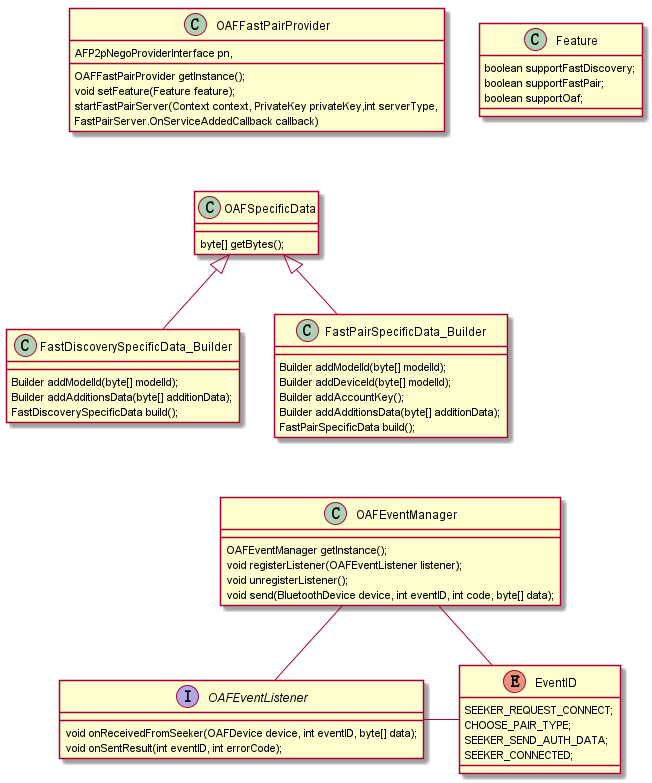 C OAFFastPairProvider
AFP2pNegoProviderInterface pn,
OAFFastPairProvider getInstance();
void setFeature(Feature feature);
startFastPairServer(Context context, PrivateKey privateKey,int serverType,
FastPairServer.OnServiceAddedCallback callback)
C Feature
boolean supportFastDiscovery;
boolean supportFastPair;
boolean supportOaf;
C OAFSpecificData
byte[] getBytes();
C FastDiscoverySpecificData_Builder
Builder addModelId(byte[] modelId);
Builder addAdditionsData(byte[] additionData);
FastDiscoverySpecificData build();
C FastPairSpecificData_Builder
Builder addModelId(byte[] modelId);
Builder addDeviceId(byte[] modelId);
Builder addAccountKey();
Builder addAdditionsData(byte[] additionData);
FastPairSpecificData build();
C OAFEventManager
OAFEventManager getInstance();
void registerListener(OAFEventListener listener);
void unregisterListener();
void send(BluetoothDevice device, int eventID, int code, byte[] data);
I OAFEventListener
void onReceivedFromSeeker(OAFDevice device, int eventID, byte[] data);
void onSentResult(int eventID, int errorCode);
E EventID
SEEKER_REQUEST_CONNECT;
CHOOSE_PAIR_TYPE;
SEEKER_SEND_AUTH_DATA;
SEEKER_CONNECTED;